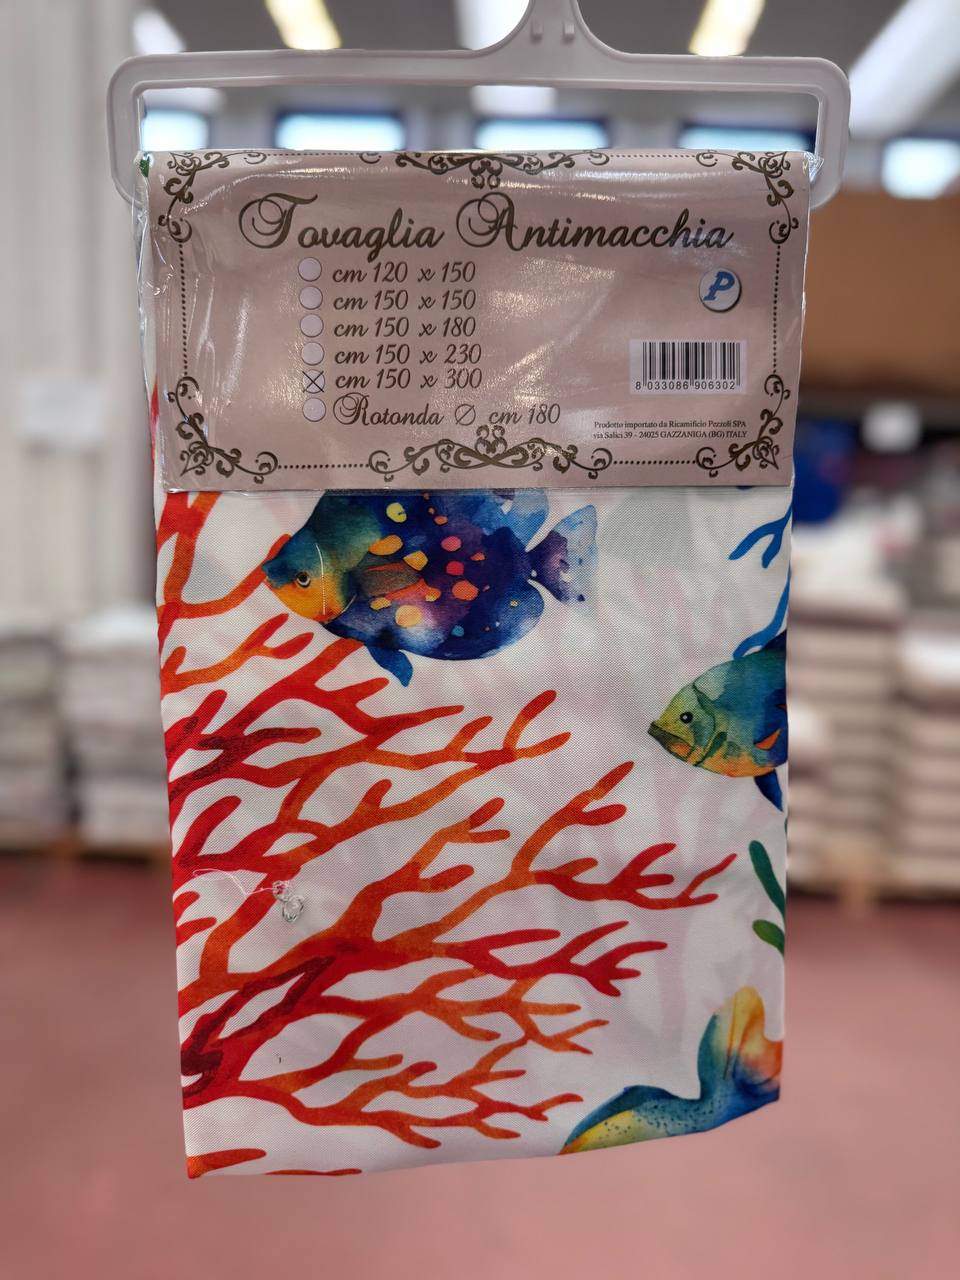 Tovaglia Antimacchia
cm 120 x 150
cm 150 x 150
cm 150 x 180
cm 150 x 230
cm 150 x 300
Rotonda Ø cm 180
P
8 033086 906302
Prodotto importato da Ricamificio Pezzoli SPA
via Salici 39 - 24025 GAZZANIGA (BG) ITALY